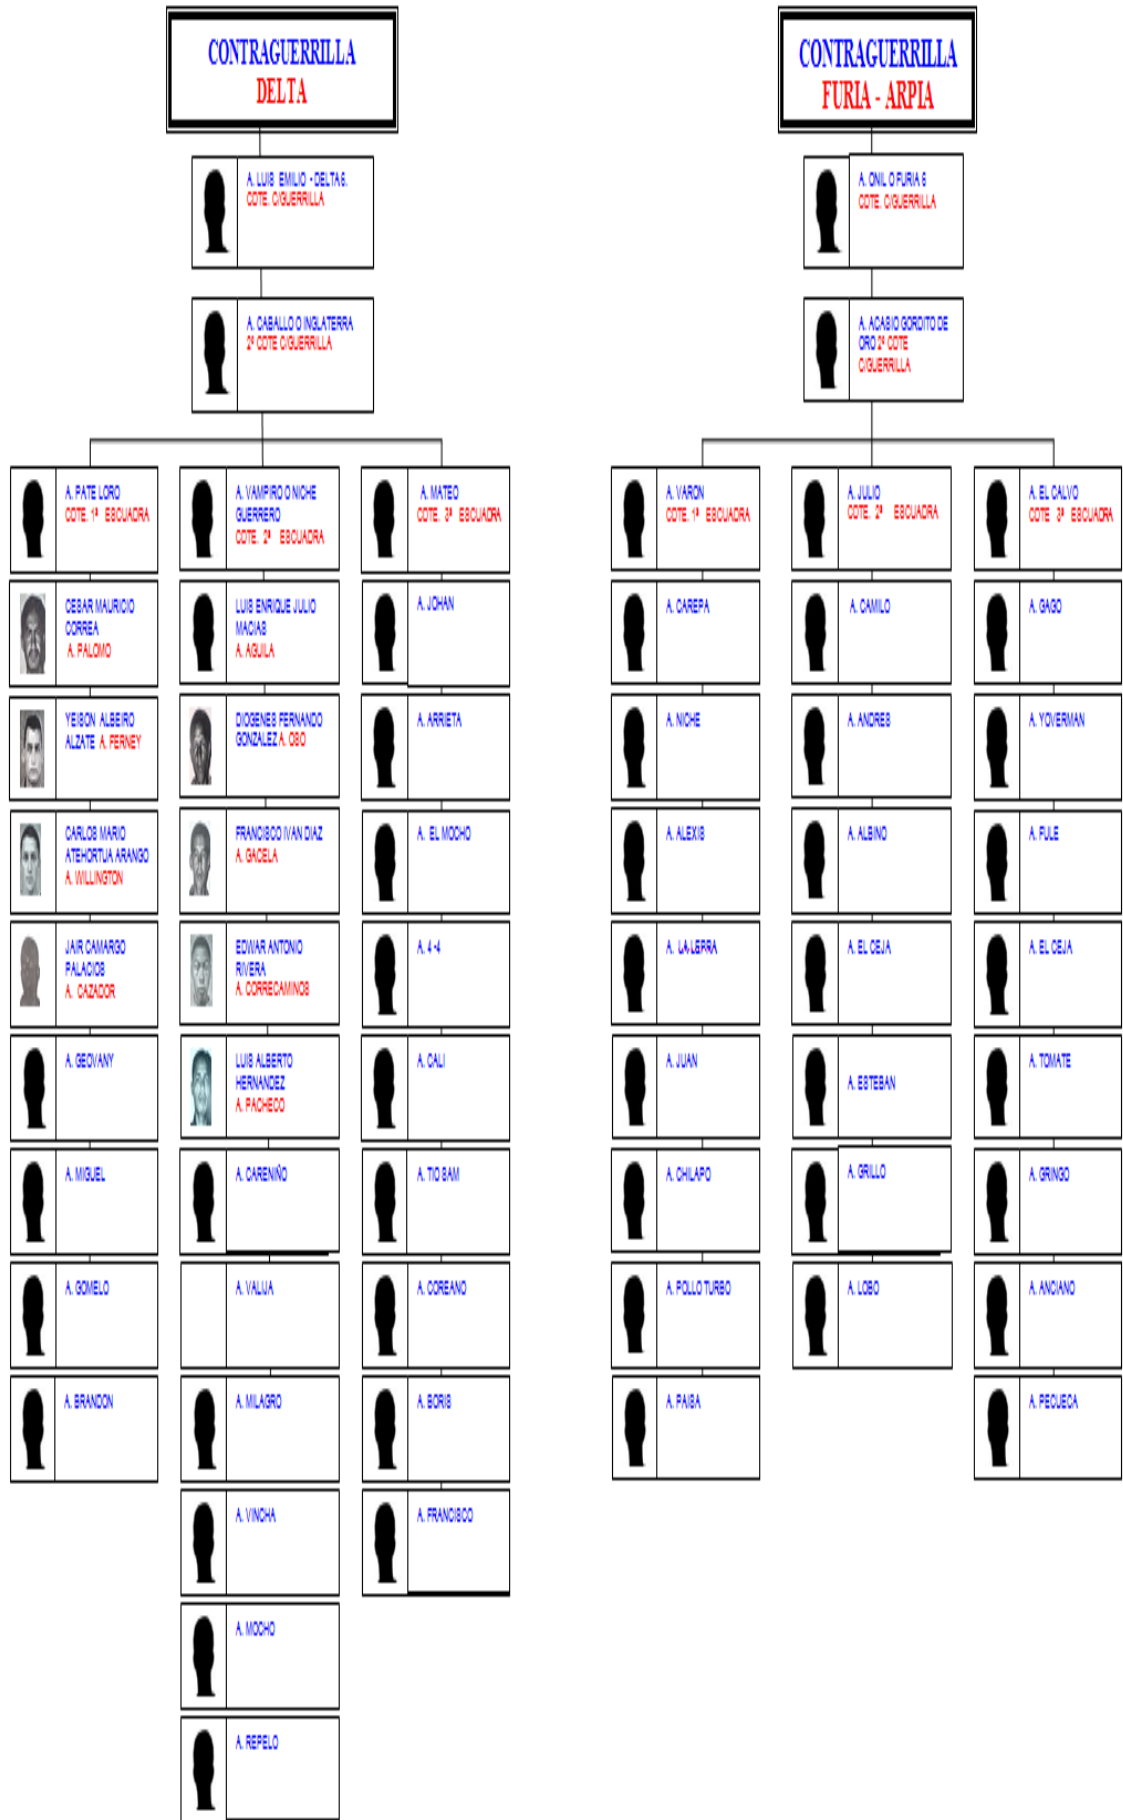 CONTRAGUERRILLA
DELTA
A. LUIS EMILIO - DELTA 6.
CDTE. C/GUERRILLA
A. CABALLO O INGLATERRA
2º CDTE C/GUERRILLA
A. PATE LORO
CDTE. 1ª ESCUADRA
CESAR MAURICIO
CORREA
A. PALOMO
YEISON ALBEIRO
ALZATE A. FERNEY
CARLOS MARIO
ATEHORTUA ARANGO
A. WILLINGTON
JAIR CAMARGO
PALACIOS
A. CAZADOR
A. GEOVANY
A. MIGUEL
A. GOMELO
A. BRANDON
A. VAMPIRO O NICHE
GUERRERO
CDTE. 2ª ESCUADRA
LUIS ENRIQUE JULIO
MACIAS
A. AGUILA
DIOGENES FERNANDO
GONZALEZ A. OSO
FRANCISCO IVAN DIAZ
A. GACELA
EDWAR ANTONIO
RIVERA
A. CORRECAMINOS
LUIS ALBERTO
HERNANDEZ
A. PACHECO
A. CARENIÑO
A. VALIJA
A. MILAGRO
A. VINCHA
A. MOCHO
A. REPELO
A. MATEO
CDTE. 3ª ESCUADRA
A. JOHAN
A. ARRIETA
A. EL MOCHO
A. 4 -4
A. CALI
A. TIO SAM
A. COREANO
A. BORIS
A. FRANCISCO
CONTRAGUERRILLA
FURIA - ARPIA
A. ONIL O FURIA 6
CDTE. C/GUERRILLA
A. ACASIO GORDITO DE
ORO 2º CDTE
C/GUERRILLA
A. VARON
CDTE. 1ª ESCUADRA
A. CAREPA
A. NICHE
A. ALEXIS
A. LA LEPRA
A. JUAN
A. CHILAPO
A. POLLO TURBO
A. PAISA
A. JULIO
CDTE. 2ª ESCUADRA
A. CAMILO
A. ANDRES
A. ALBINO
A. EL CEJA
A. ESTEBAN
A. GRILLO
A. LOBO
A. EL CALVO
CDTE 3ª ESCUADRA
A. GAGO
A. YOVERMAN
A. FULE
A. EL CEJA
A. TOMATE
A. GRINGO
A. ANCIANO
A. PECUECA